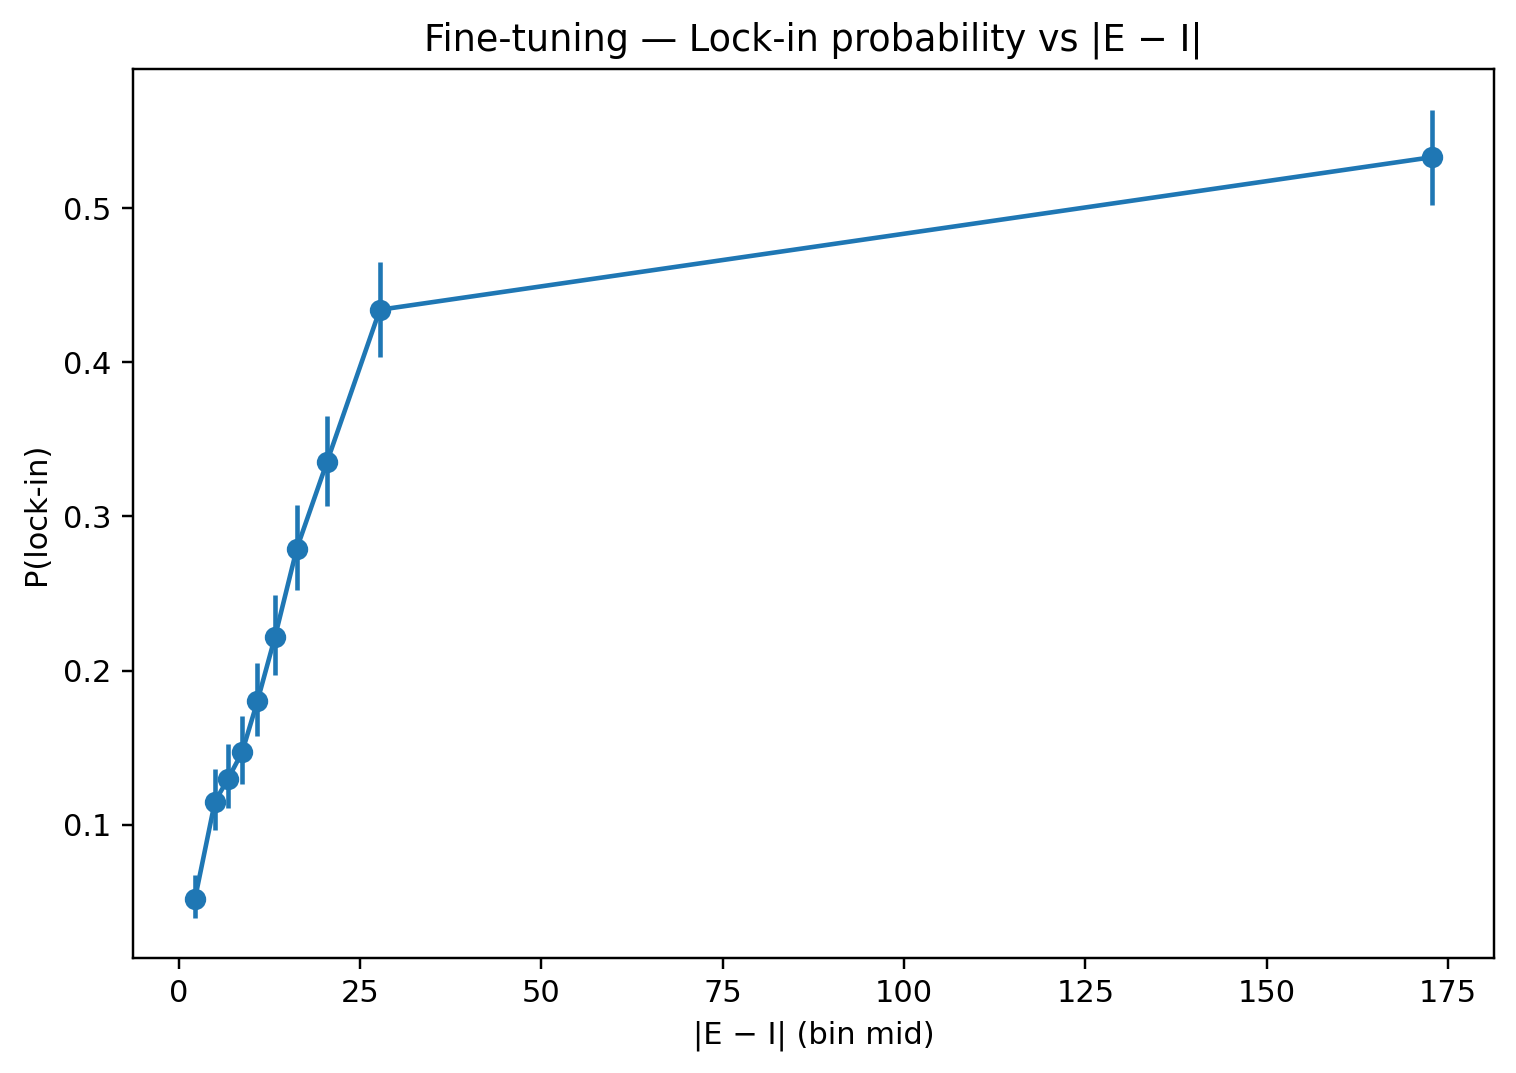 Fine-tuning — Lock-in probability vs |E − I|
P(lock-in)
0.5
0.4
0.3
0.2
0.1
0 25 50 75 100 125 150 175
|E − I| (bin mid)